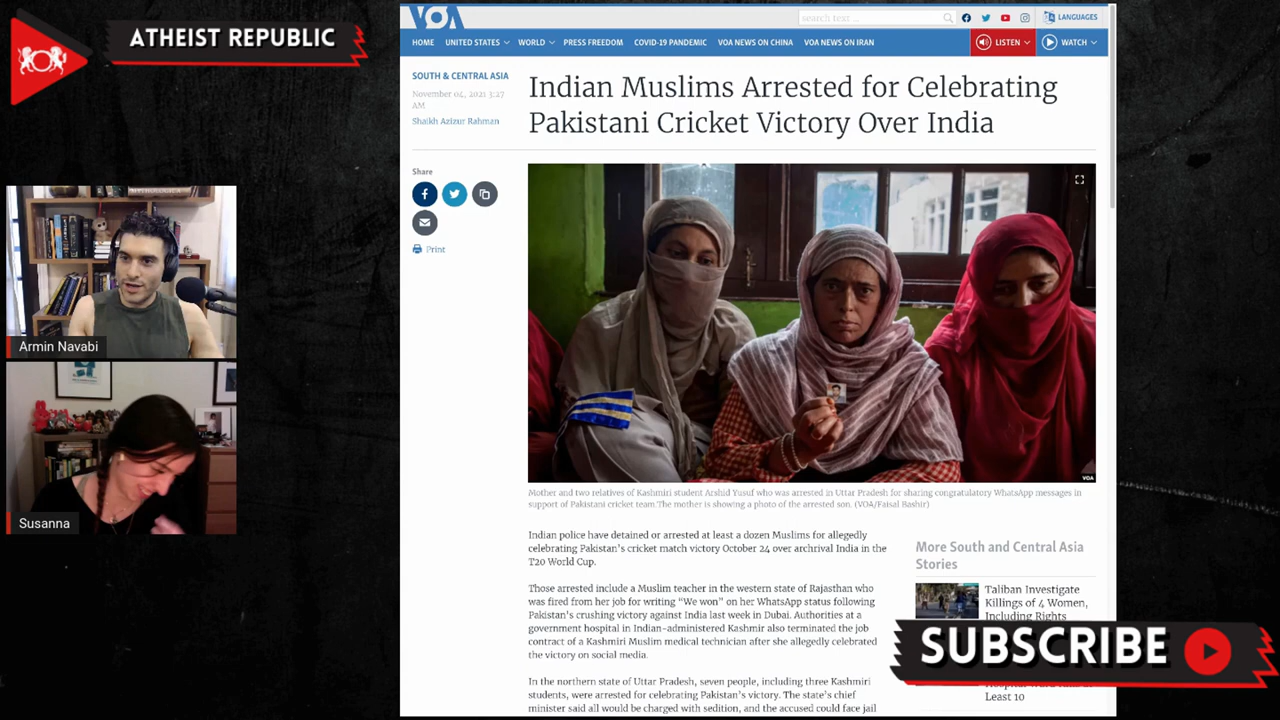 ATHEIST REPUBLIC
Armin Navabi
Susanna
VOA
search text ...
LANGUAGES
HOME
UNITED STATES
WORLD
PRESS FREEDOM
COVID-19 PANDEMIC
VOA NEWS ON CHINA
VOA NEWS ON IRAN
LISTEN
WATCH
SOUTH & CENTRAL ASIA
November 04, 2021 3:27
AM
Shaikh Azizur Rahman
Indian Muslims Arrested for Celebrating
Pakistani Cricket Victory Over India
Share
Print
VOA
Mother and two relatives of Kashmiri student Arshid Yusuf who was arrested in Uttar Pradesh for sharing congratulatory WhatsApp messages in
support of Pakistani cricket team.The mother is showing a photo of the arrested son. (VOA/Faisal Bashir)
Indian police have detained or arrested at least a dozen Muslims for allegedly
celebrating Pakistan's cricket match victory October 24 over archrival India in the
T20 World Cup.
Those arrested include a Muslim teacher in the western state of Rajasthan who
was fired from her job for writing “We won” on her WhatsApp status following
Pakistan's crushing victory against India last week in Dubai. Authorities at a
government hospital in Indian-administered Kashmir also terminated the job
contract of a Kashmiri Muslim medical technician after she allegedly celebrated
the victory on social media.
In the northern state of Uttar Pradesh, seven people, including three Kashmiri
students, were arrested for celebrating Pakistan's victory. The state's chief
minister said all would be charged with sedition, and the accused could face jail
More South and Central Asia
Stories
Taliban Investigate
Killings of 4 Women,
Including Rights
SUBSCRIBE
Least 10